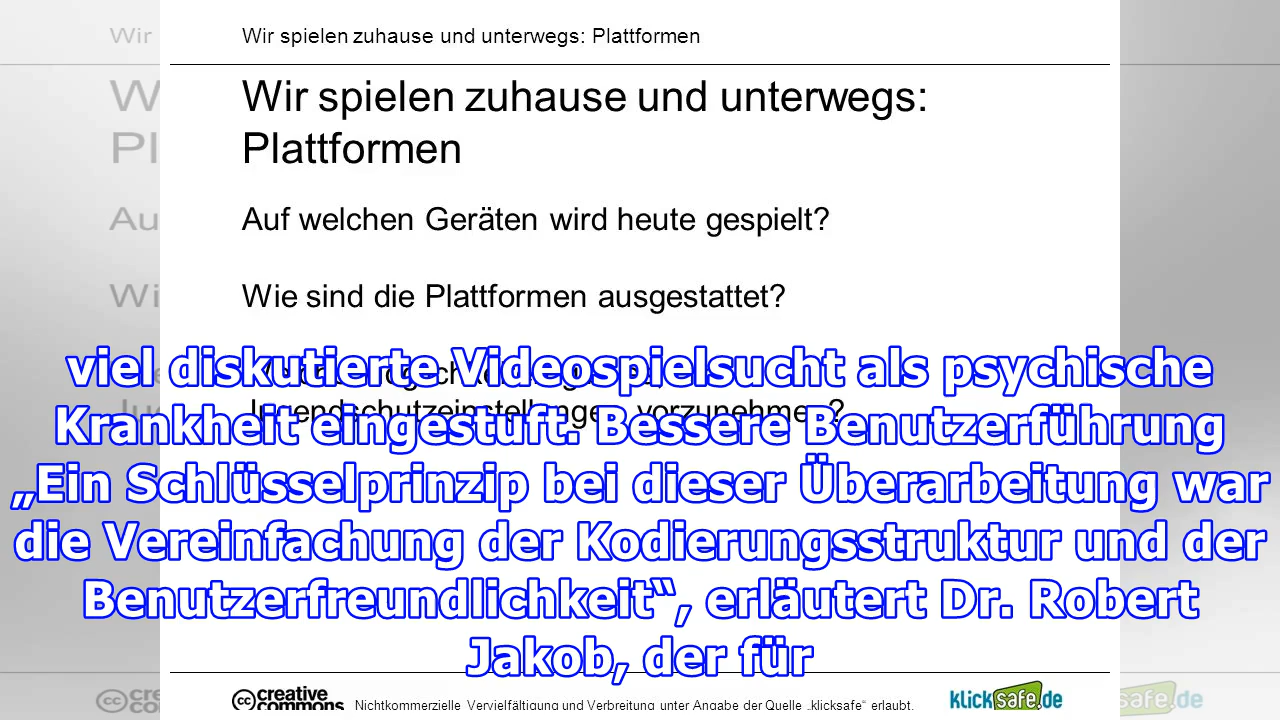 Wir spielen zuhause und unterwegs: Plattformen
Wir spielen zuhause und unterwegs:
Plattformen
Auf welchen Geräten wird heute gespielt?
Wie sind die Plattformen ausgestattet?
viel diskutierte Videospielsucht als psychische
Krankheit eingestuft. Bessere Benutzerführung
„Ein Schlüsselprinzip bei dieser Überarbeitung war
die Vereinfachung der Kodierungsstruktur und der
Benutzerfreundlichkeit“, erläutert Dr. Robert
Jakob, der für
cc creative commons
Nichtkommerzielle Vervielfältigung und Verbreitung unter Angabe der Quelle „klicksafe“ erlaubt.
klicksafe.de